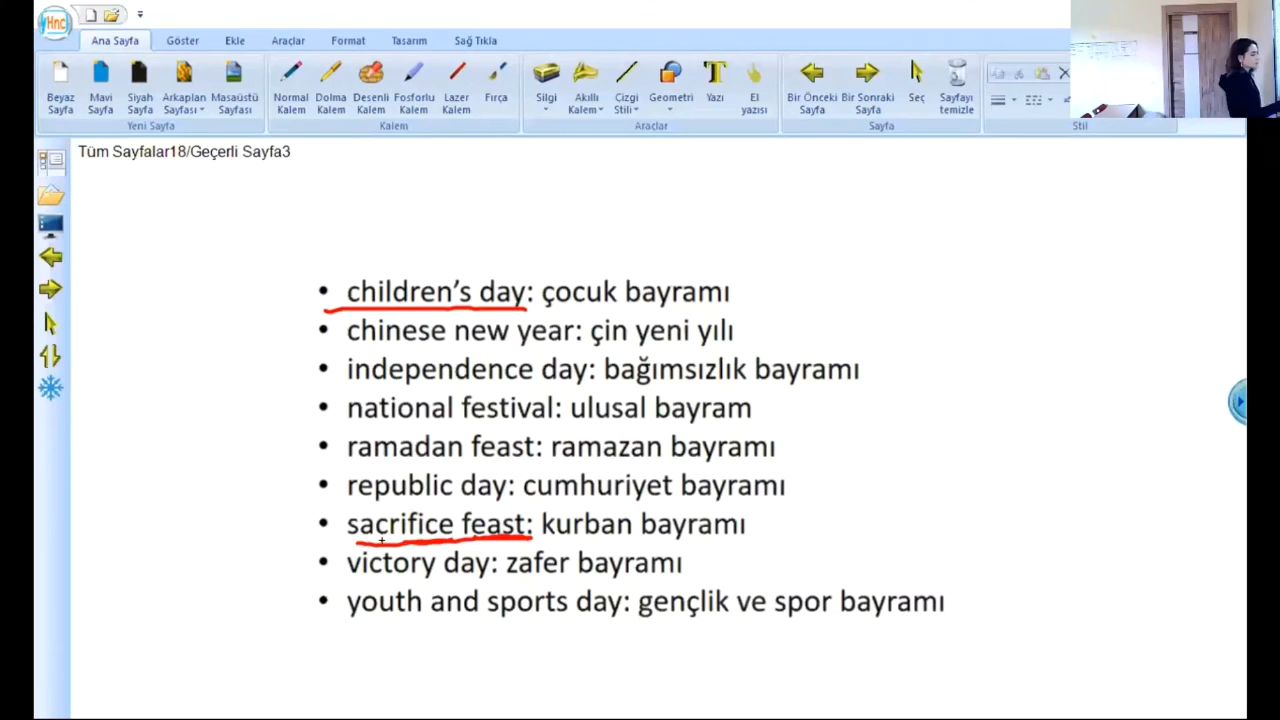 Hnc
Ana Sayfa Göster Ekle Araçlar Format Tasarım Sağ Tıkla
Beyaz Sayfa Mavi Sayfa Siyah Sayfa Arkaplan Sayfası Masaüstü Sayfası Normal Kalem Dolma Kalem Desenli Kalem Fosforlu Kalem Lazer Kalem Fırça Silgi Akıllı Kalem Çizgi Stili Geometri Yazı El yazısı Bir Önceki Sayfa Bir Sonraki Sayfa Seç Sayfayı temizle
Yeni Sayfa Kalem Araçlar Sayfa Stil
Tüm Sayfalar18/Geçerli Sayfa3
• children's day: çocuk bayramı
• chinese new year: çin yeni yılı
• independence day: bağımsızlık bayramı
• national festival: ulusal bayram
• ramadan feast: ramazan bayramı
• republic day: cumhuriyet bayramı
• sacrifice feast: kurban bayramı
• victory day: zafer bayramı
• youth and sports day: gençlik ve spor bayramı